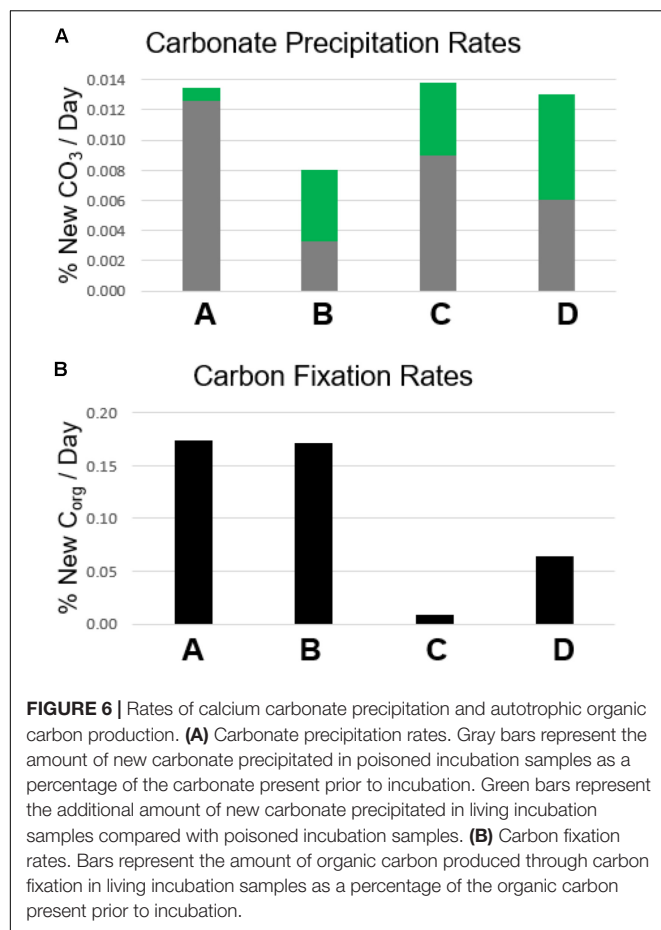 A
Carbonate Precipitation Rates
% New CO₃ / Day
0.014
0.012
0.010
0.008
0.006
0.004
0.002
0.000
A B C D
B
Carbon Fixation Rates
% New Cₒᵣg / Day
0.20
0.15
0.10
0.05
0.00
A B C D
FIGURE 6 | Rates of calcium carbonate precipitation and autotrophic organic
carbon production. (A) Carbonate precipitation rates. Gray bars represent the
amount of new carbonate precipitated in poisoned incubation samples as a
percentage of the carbonate present prior to incubation. Green bars represent
the additional amount of new carbonate precipitated in living incubation
samples compared with poisoned incubation samples. (B) Carbon fixation
rates. Bars represent the amount of organic carbon produced through carbon
fixation in living incubation samples as a percentage of the organic carbon
present prior to incubation.